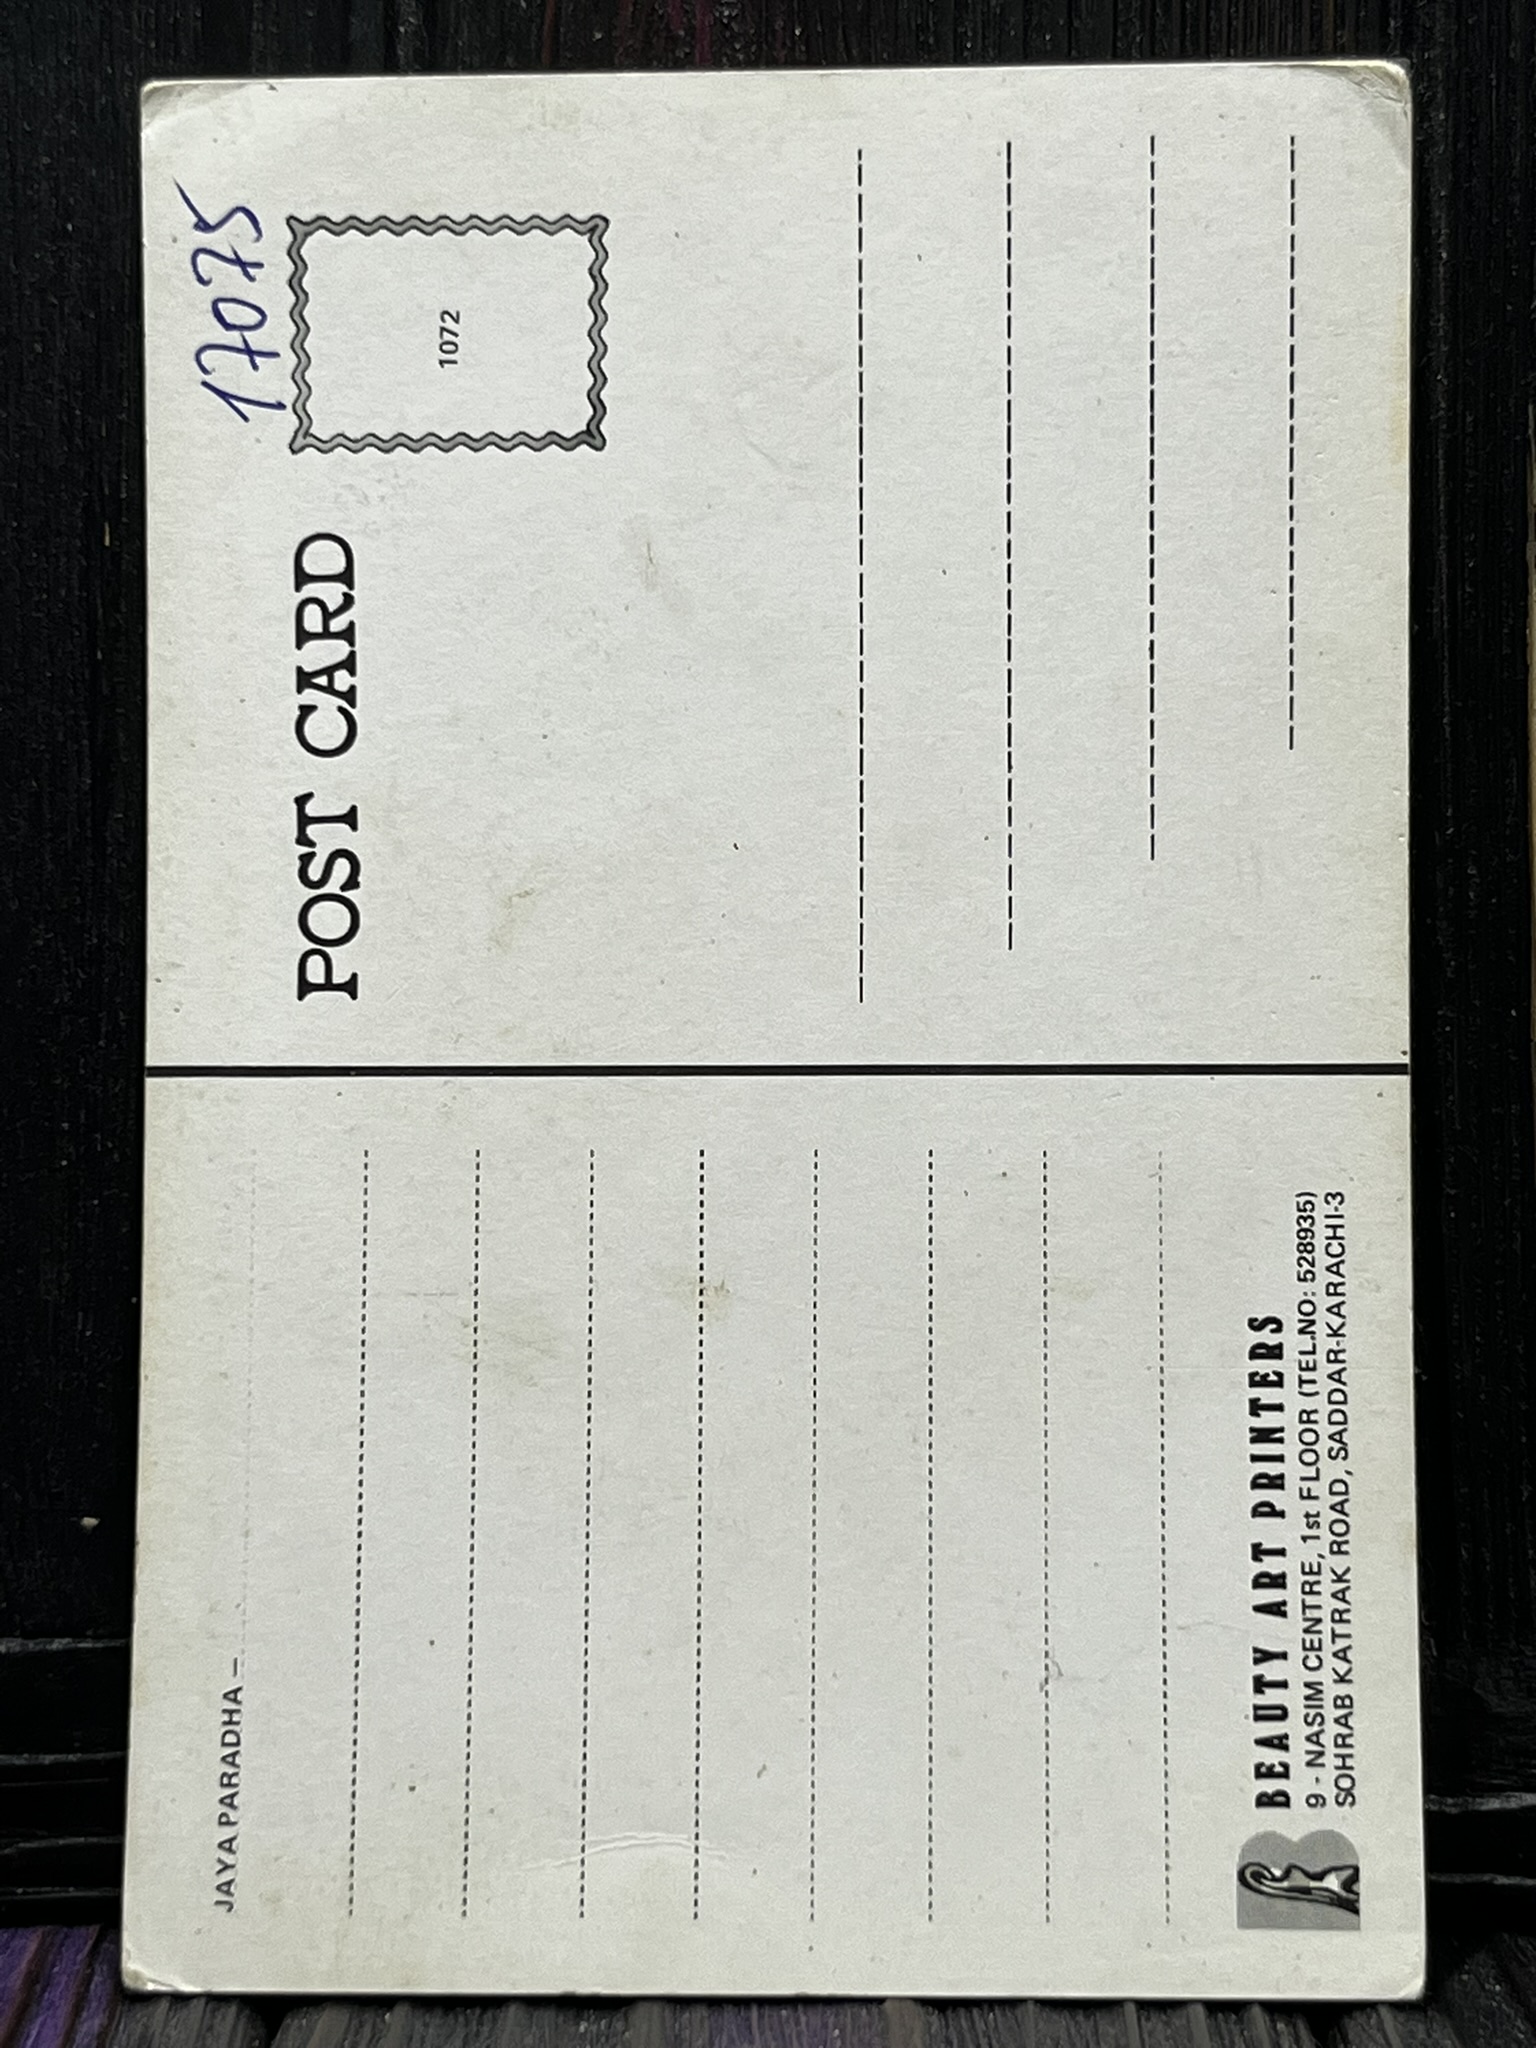 JAYA PARADHA –
BEAUTY ART PRINTERS
9 - NASIM CENTRE, 1st FLOOR (TEL.NO: 528935)
SOHRAB KATRAK ROAD, SADDAR-KARACHI-3
17075
POST CARD
1072